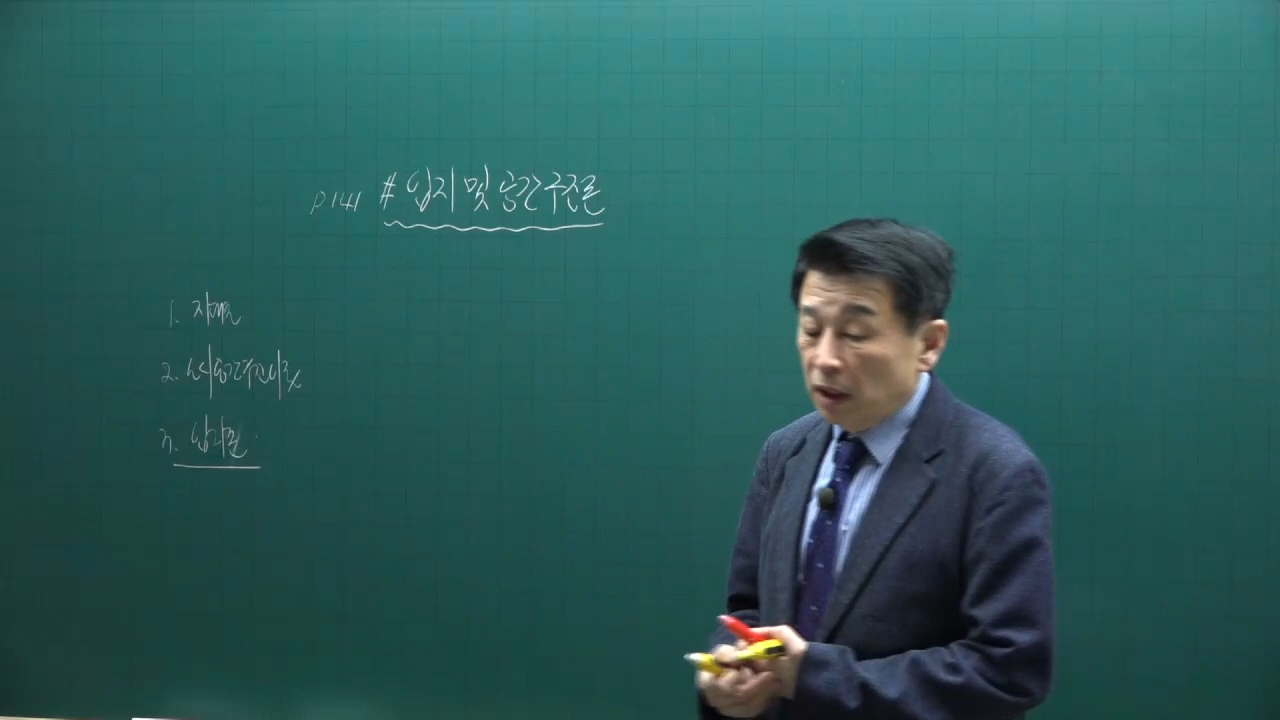 P 141 # 입지 및 공간구조론
1. 지대론
2. 도시공간구조이론
3. 입지론